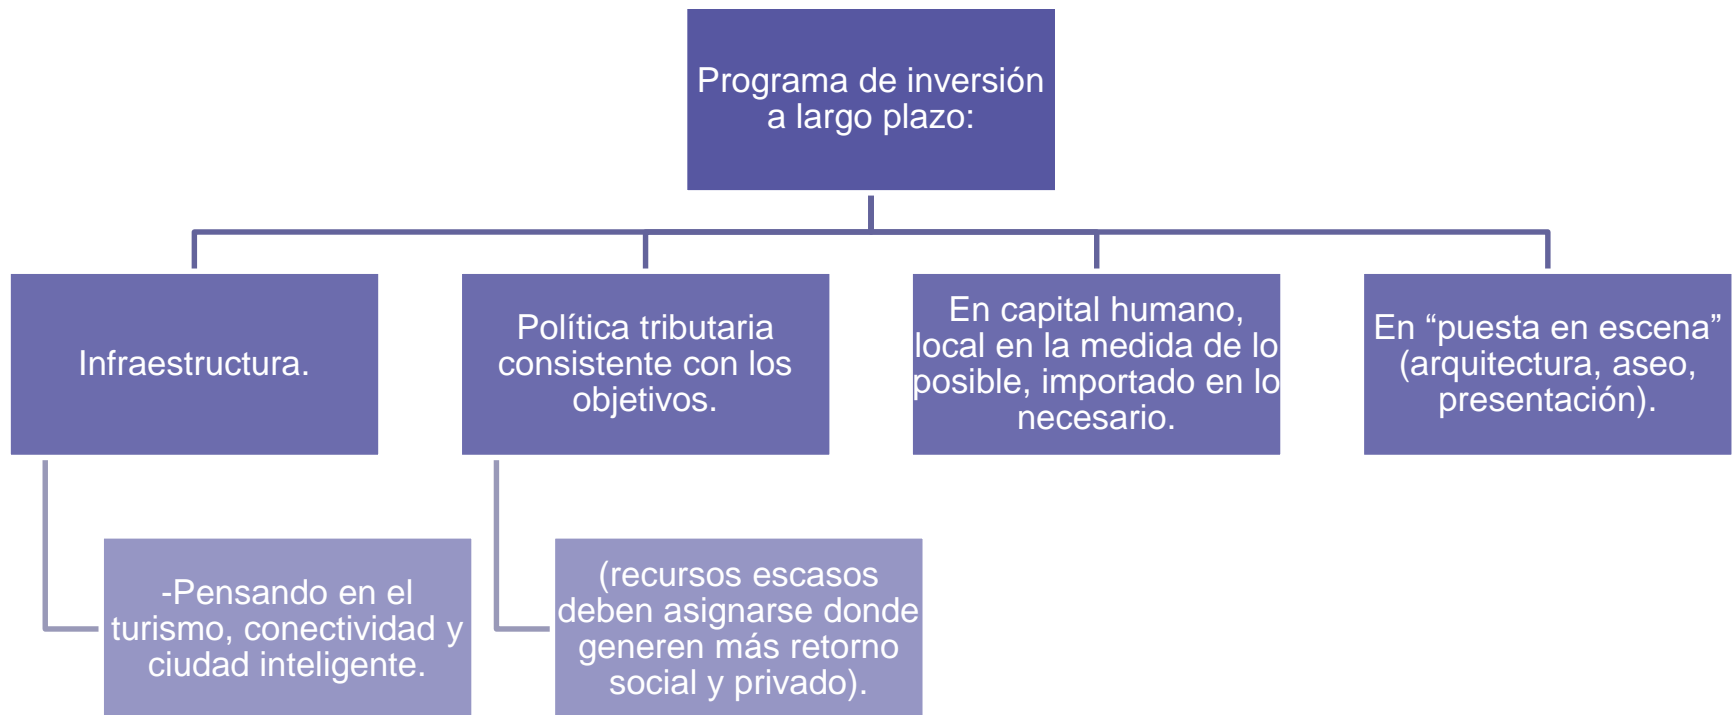 Programa de inversión
a largo plazo:
Infraestructura.
Política tributaria
consistente con los
objetivos.
En capital humano,
local en la medida de lo
posible, importado en lo
necesario.
En “puesta en escena”
(arquitectura, aseo,
presentación).
-Pensando en el
turismo, conectividad y
ciudad inteligente.
(recursos escasos
deben asignarse donde
generen más retorno
social y privado).